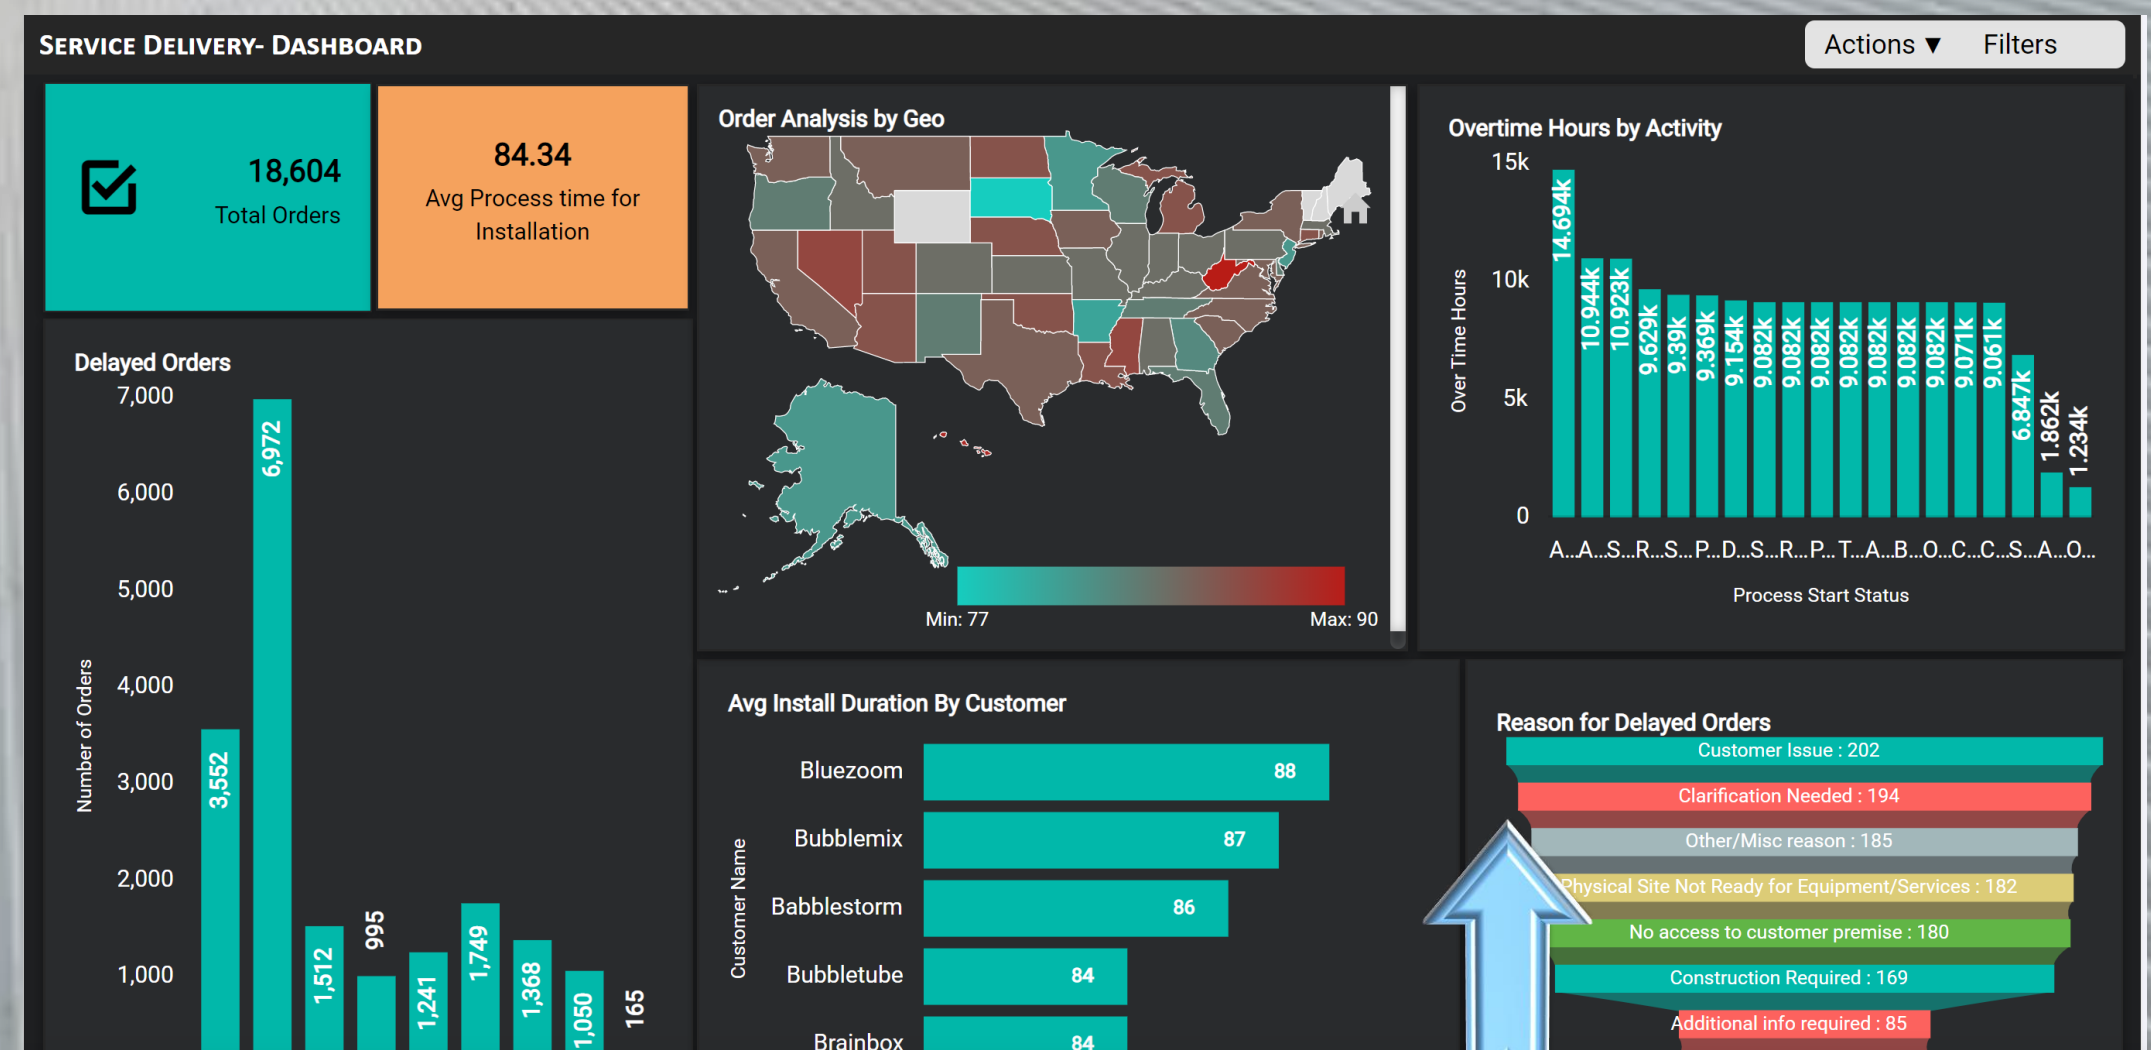 SERVICE DELIVERY- DASHBOARD
Actions ▼ Filters
18,604
Total Orders
84.34
Avg Process time for
Installation
Order Analysis by Geo
Min: 77
Max: 90
Overtime Hours by Activity
15k
10k
5k
0
Over Time Hours
14.694k
10.944k
10.923k
9.629k
9.39k
9.369k
9.154k
9.082k
9.082k
9.082k
9.082k
9.082k
9.082k
9.082k
9.071k
9.061k
6.847k
1.862k
1.234k
A...A...S...R...S...P...D...S...R...P...T...A...B...O...C...C...S...A...O...
Process Start Status
Delayed Orders
7,000
6,000
5,000
4,000
3,000
2,000
1,000
Number of Orders
3,552
6,972
1,512
995
1,241
1,749
1,368
1,050
165
Avg Install Duration By Customer
Customer Name
Bluezoom 88
Bubblemix 87
Babblestorm 86
Bubbletube 84
Brainbox 84
Reason for Delayed Orders
Customer Issue : 202
Clarification Needed : 194
Other/Misc reason : 185
Physical Site Not Ready for Equipment/Services : 182
No access to customer premise : 180
Construction Required : 169
Additional info required : 85